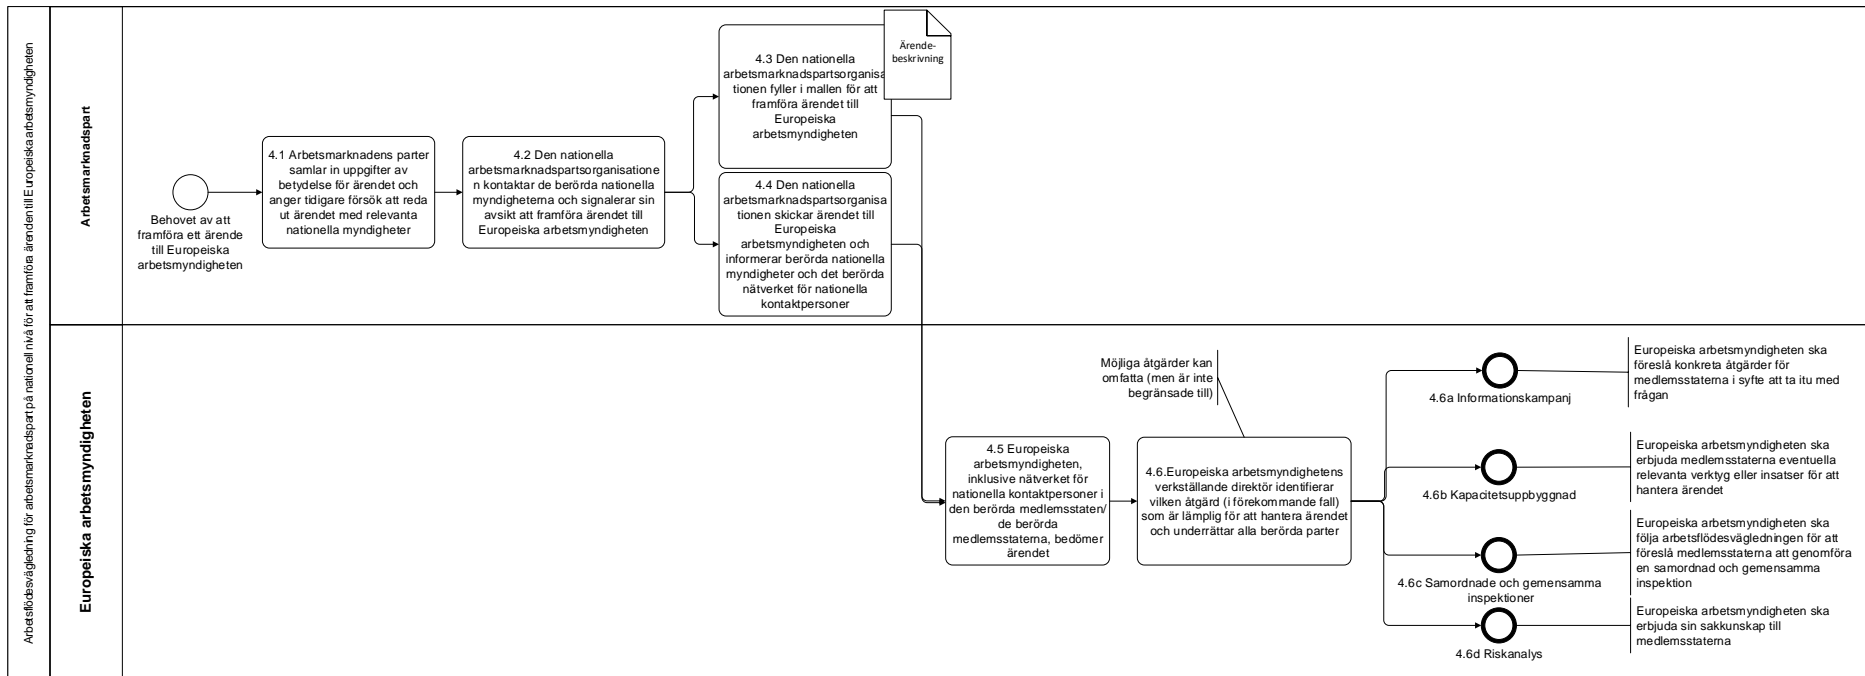 Arbetsflödesvägledning för arbetsmarknadspart på nationell nivå för att framföra ärenden till Europeiska arbetsmyndigheten
Arbetsmarknadspart
Behovet av att
framföra ett ärende
till Europeiska
arbetsmyndigheten
4.1 Arbetsmarknadens parter
samlar in uppgifter av
betydelse för ärendet och
anger tidigare försök att reda
ut ärendet med relevanta
nationella myndigheter
4.2 Den nationella
arbetsmarknadspartsorganisatione
n kontaktar de berörda nationella
myndigheterna och signalerar sin
avsikt att framföra ärendet till
Europeiska arbetsmyndigheten
4.3 Den nationella
arbetsmarknadspartsorganisa
tionen fyller i mallen för att
framföra ärendet till
Europeiska
arbetsmyndigheten
Ärende-
beskrivning
4.4 Den nationella
arbetsmarknadspartsorganisa
tionen skickar ärendet till
Europeiska
arbetsmyndigheten och
informerar berörda nationella
myndigheter och det berörda
nätverket för nationella
kontaktpersoner
Europeiska arbetsmyndigheten
4.5 Europeiska
arbetsmyndigheten,
inklusive nätverket för
nationella kontaktpersoner i
den berörda medlemsstaten/
de berörda
medlemsstaterna, bedömer
ärendet
Möjliga åtgärder kan
omfatta (men är inte
begränsade till)
4.6.Europeiska arbetsmyndighetens
verkställande direktör identifierar
vilken åtgärd (i förekommande fall)
som är lämplig för att hantera ärendet
och underrättar alla berörda parter
4.6a Informationskampanj
Europeiska arbetsmyndigheten ska
föreslå konkreta åtgärder för
medlemsstaterna i syfte att ta itu med
frågan
4.6b Kapacitetsuppbyggnad
Europeiska arbetsmyndigheten ska
erbjuda medlemsstaterna eventuella
relevanta verktyg eller insatser för att
hantera ärendet
4.6c Samordnade och gemensamma
inspektioner
Europeiska arbetsmyndigheten ska
följa arbetsflödesvägledningen för att
föreslå medlemsstaterna att genomföra
en samordnad och gemensamma
inspektion
4.6d Riskanalys
Europeiska arbetsmyndigheten ska
erbjuda sin sakkunskap till
medlemsstaterna